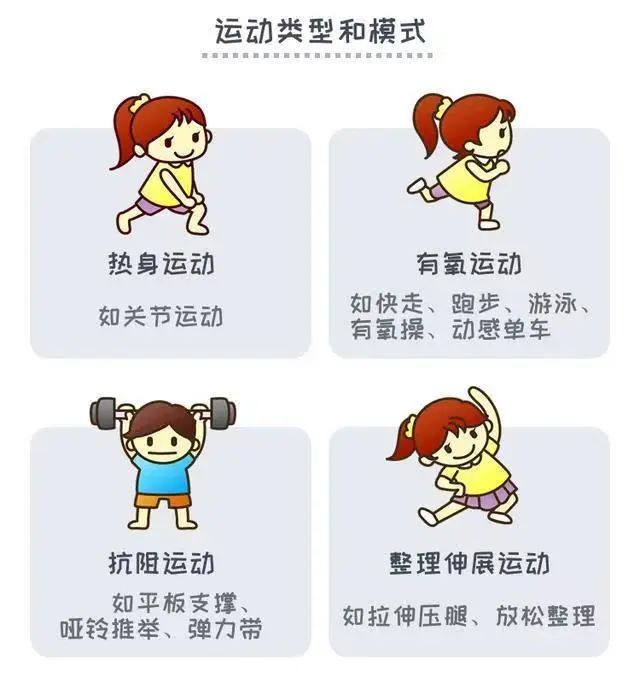 运动类型和模式
热身运动
如关节运动
有氧运动
如快走、跑步、游泳、
有氧操、动感单车
抗阻运动
如平板支撑、
哑铃推举、弹力带
整理伸展运动
如拉伸压腿、放松整理